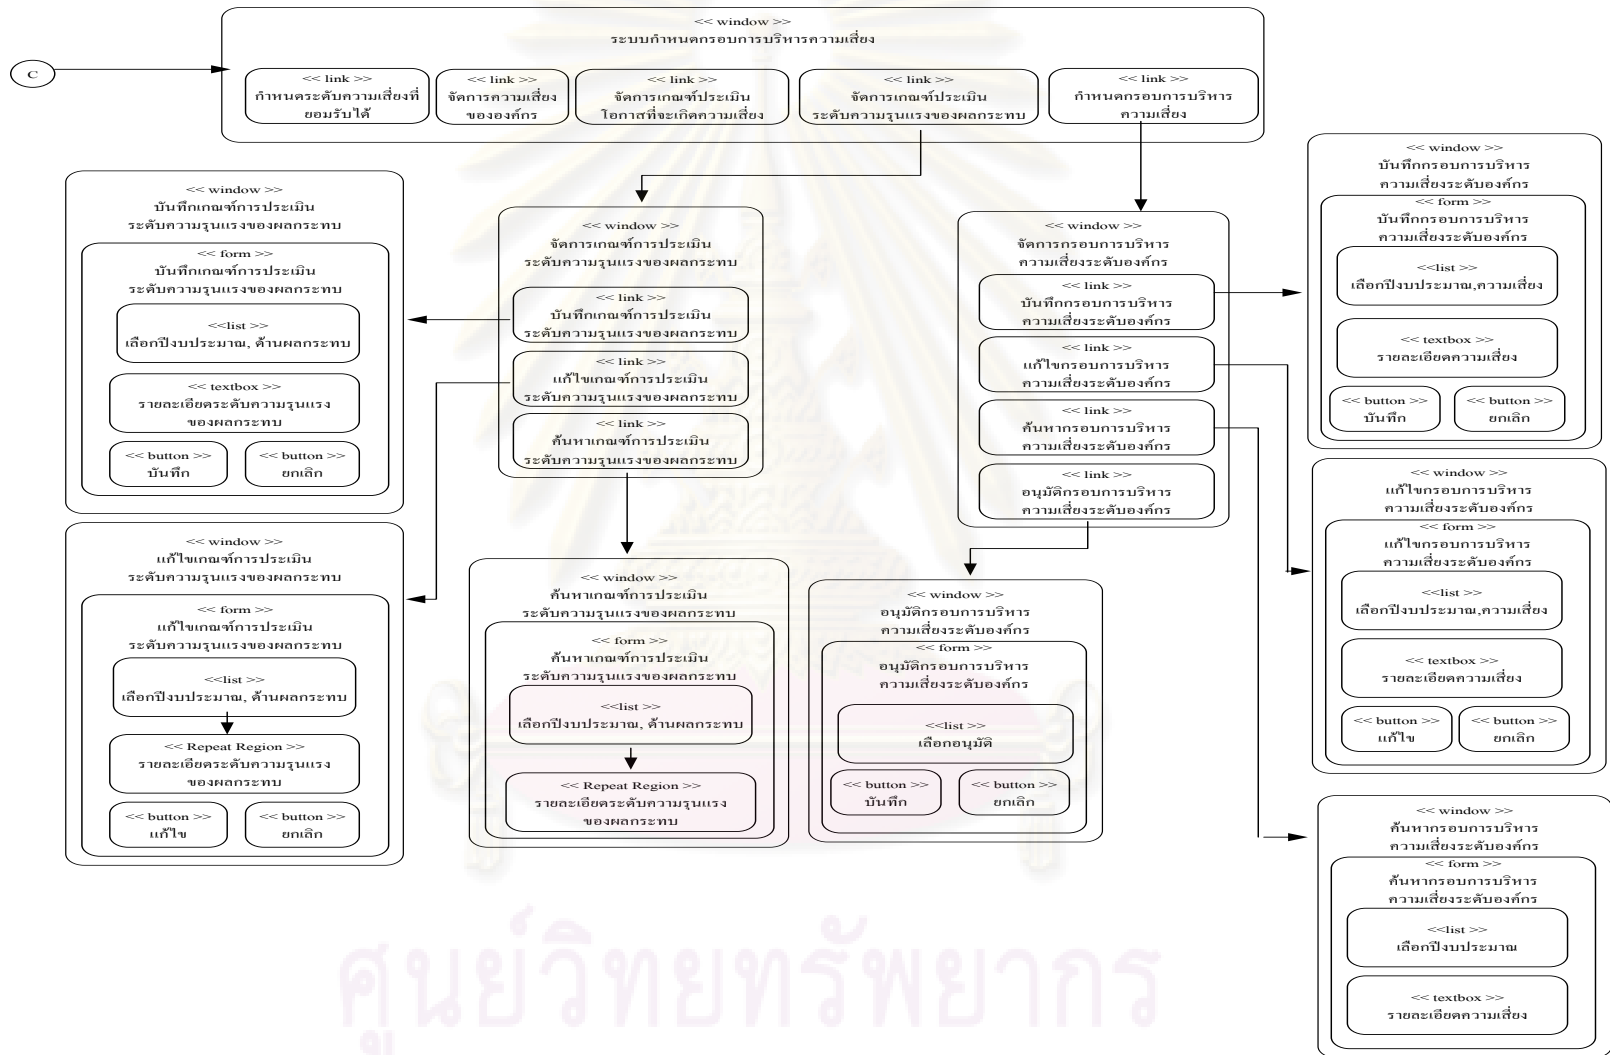 C
<< window >>
ระบบกำหนดกรอบการบริหารความเสี่ยง
<< link >>
กำหนดระดับความเสี่ยงที่
ยอมรับได้
<< link >>
จัดการความเสี่ยง
ขององค์กร
<< link >>
จัดการเกณฑ์ประเมิน
โอกาสที่จะเกิดความเสี่ยง
<< link >>
จัดการเกณฑ์ประเมิน
ระดับความรุนแรงของผลกระทบ
<< link >>
กำหนดกรอบการบริหาร
ความเสี่ยง
<< window >>
บันทึกเกณฑ์การประเมิน
ระดับความรุนแรงของผลกระทบ
<< form >>
บันทึกเกณฑ์การประเมิน
ระดับความรุนแรงของผลกระทบ
<<list >>
เลือกปีงบประมาณ, ด้านผลกระทบ
<< textbox >>
รายละเอียดระดับความรุนแรง
ของผลกระทบ
<< button >>
บันทึก
<< button >>
ยกเลิก
<< window >>
จัดการเกณฑ์การประเมิน
ระดับความรุนแรงของผลกระทบ
<< link >>
บันทึกเกณฑ์การประเมิน
ระดับความรุนแรงของผลกระทบ
<< link >>
แก้ไขเกณฑ์การประเมิน
ระดับความรุนแรงของผลกระทบ
<< link >>
ค้นหาเกณฑ์การประเมิน
ระดับความรุนแรงของผลกระทบ
<< window >>
จัดการกรอบการบริหาร
ความเสี่ยงระดับองค์กร
<< link >>
บันทึกกรอบการบริหาร
ความเสี่ยงระดับองค์กร
<< link >>
แก้ไขกรอบการบริหาร
ความเสี่ยงระดับองค์กร
<< link >>
ค้นหากรอบการบริหาร
ความเสี่ยงระดับองค์กร
<< link >>
อนุมัติกรอบการบริหาร
ความเสี่ยงระดับองค์กร
<< window >>
บันทึกกรอบการบริหาร
ความเสี่ยงระดับองค์กร
<< form >>
บันทึกกรอบการบริหาร
ความเสี่ยงระดับองค์กร
<<list >>
เลือกปีงบประมาณ,ความเสี่ยง
<< textbox >>
รายละเอียดความเสี่ยง
<< button >>
บันทึก
<< button >>
ยกเลิก
<< window >>
แก้ไขเกณฑ์การประเมิน
ระดับความรุนแรงของผลกระทบ
<< form >>
แก้ไขเกณฑ์การประเมิน
ระดับความรุนแรงของผลกระทบ
<<list >>
เลือกปีงบประมาณ, ด้านผลกระทบ
<< Repeat Region >>
รายละเอียดระดับความรุนแรง
ของผลกระทบ
<< button >>
แก้ไข
<< button >>
ยกเลิก
<< window >>
ค้นหาเกณฑ์การประเมิน
ระดับความรุนแรงของผลกระทบ
<< form >>
ค้นหาเกณฑ์การประเมิน
ระดับความรุนแรงของผลกระทบ
<<list >>
เลือกปีงบประมาณ, ด้านผลกระทบ
<< Repeat Region >>
รายละเอียดระดับความรุนแรง
ของผลกระทบ
<< window >>
อนุมัติกรอบการบริหาร
ความเสี่ยงระดับองค์กร
<< form >>
อนุมัติกรอบการบริหาร
ความเสี่ยงระดับองค์กร
<<list >>
เลือกอนุมัติ
<< button >>
บันทึก
<< button >>
ยกเลิก
<< window >>
แก้ไขกรอบการบริหาร
ความเสี่ยงระดับองค์กร
<< form >>
แก้ไขกรอบการบริหาร
ความเสี่ยงระดับองค์กร
<<list >>
เลือกปีงบประมาณ,ความเสี่ยง
<< textbox >>
รายละเอียดความเสี่ยง
<< button >>
แก้ไข
<< button >>
ยกเลิก
<< window >>
ค้นหากรอบการบริหาร
ความเสี่ยงระดับองค์กร
<< form >>
ค้นหากรอบการบริหาร
ความเสี่ยงระดับองค์กร
<<list >>
เลือกปีงบประมาณ
<< textbox >>
รายละเอียดความเสี่ยง
ศูนย์วิทยทรัพยากร